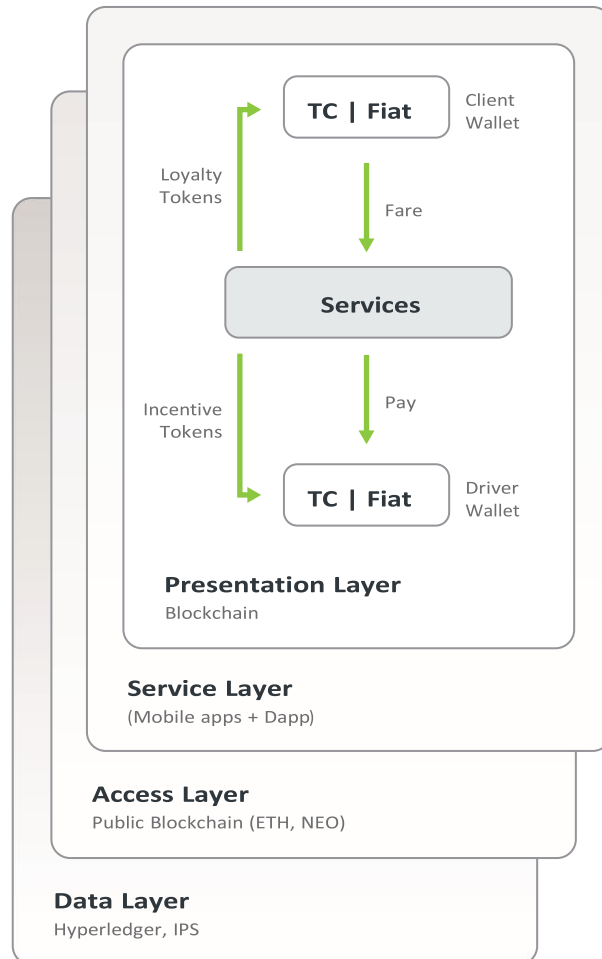 TC | Fiat
Client
Wallet
Loyalty
Tokens
Fare
Services
Incentive
Tokens
Pay
TC | Fiat
Driver
Wallet
Presentation Layer
Blockchain
Service Layer
(Mobile apps + Dapp)
Access Layer
Public Blockchain (ETH, NEO)
Data Layer
Hyperledger, IPS